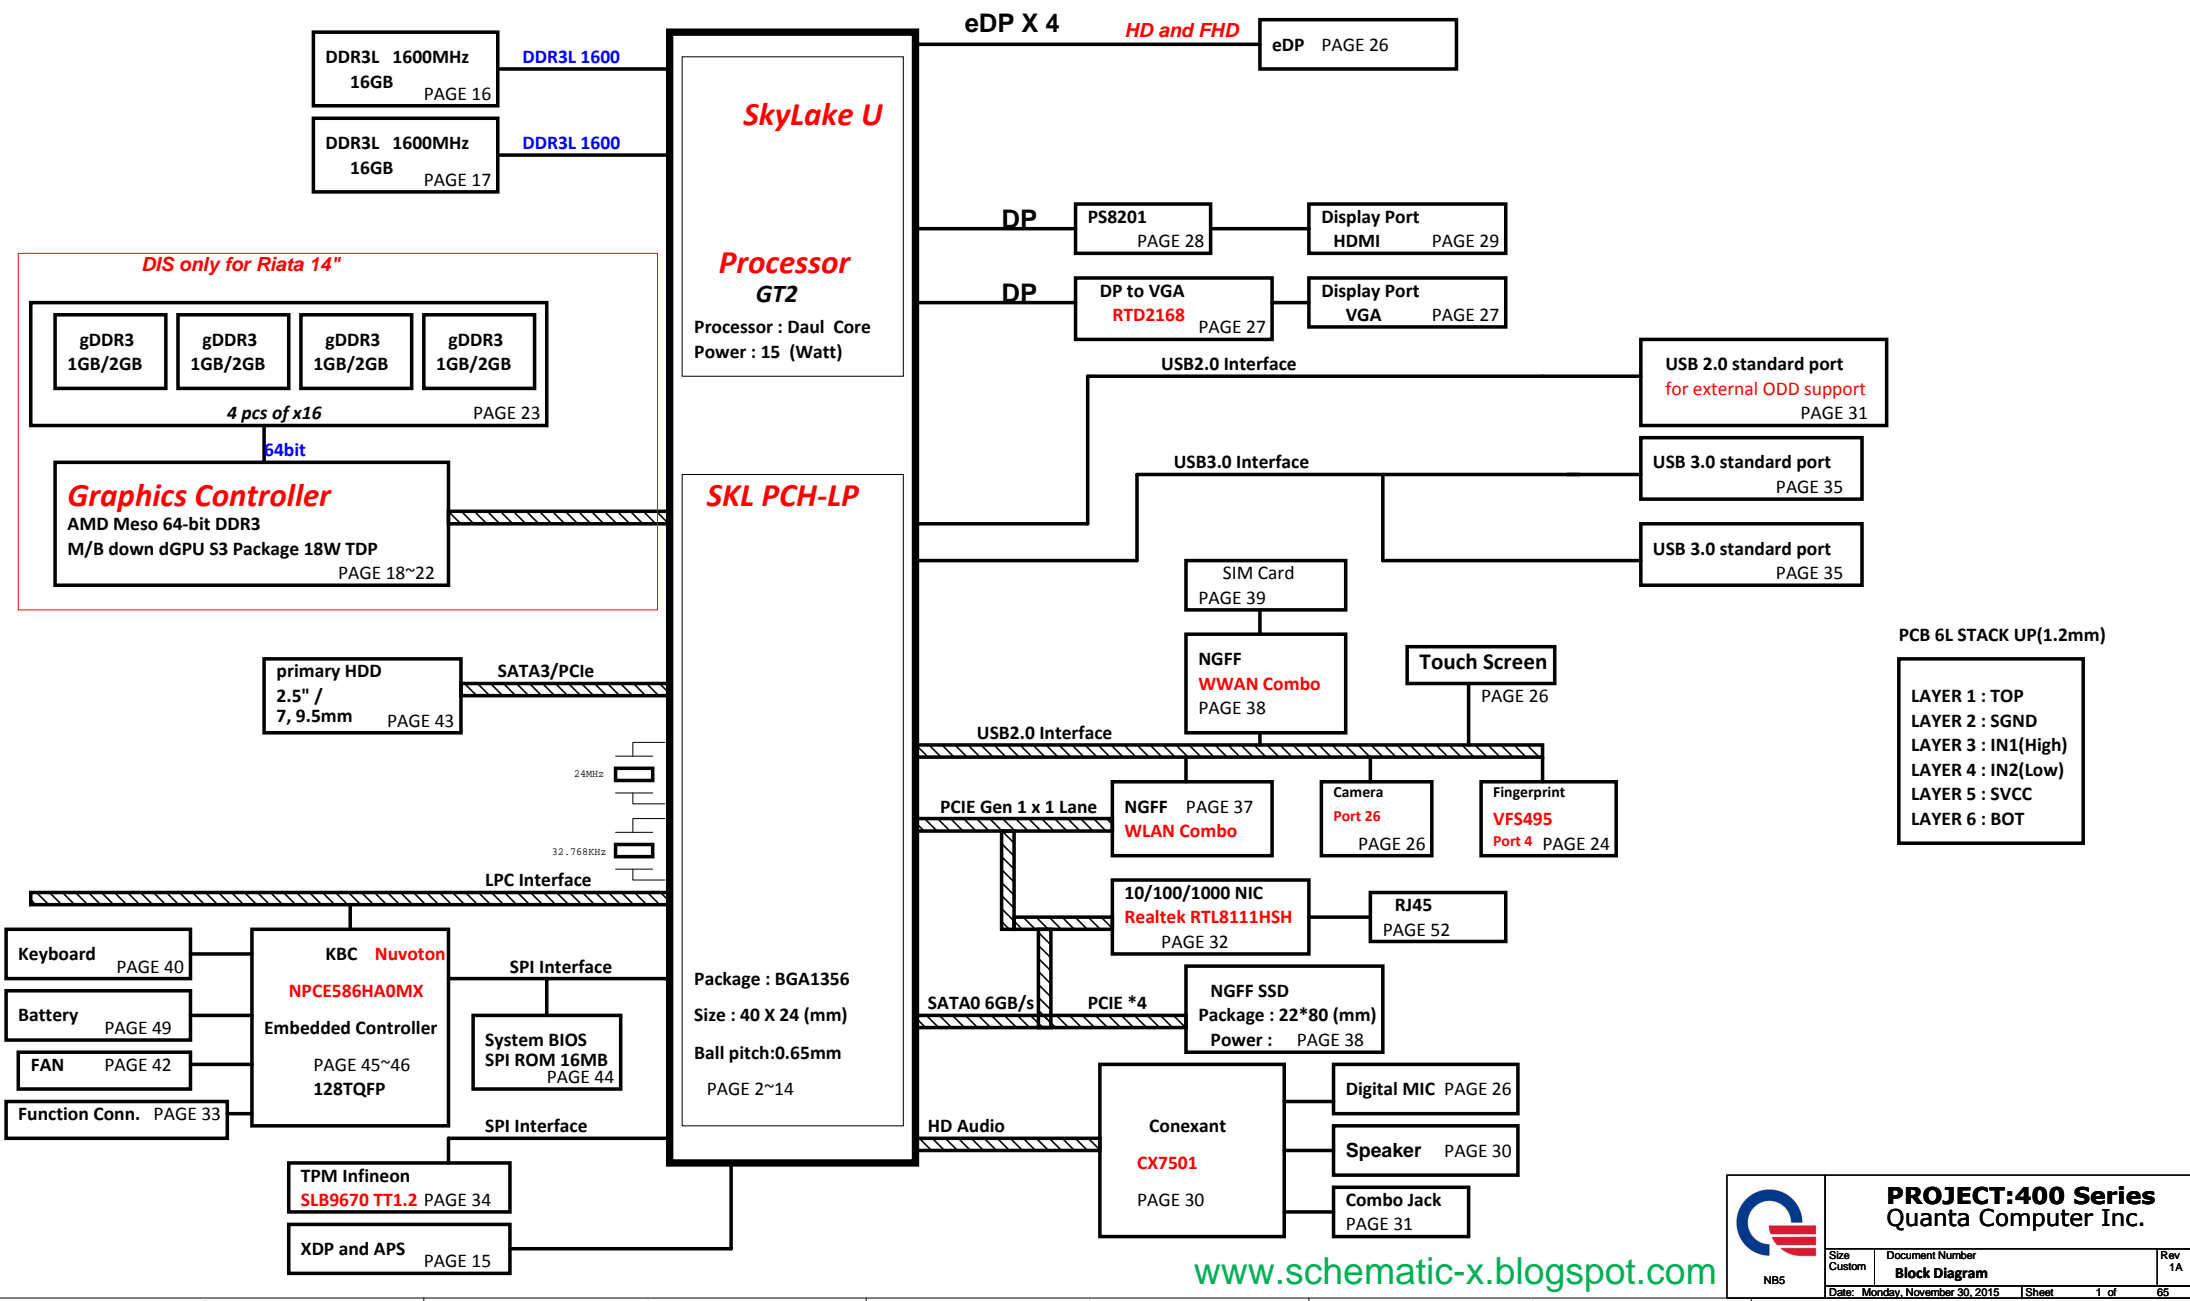 eDP X 4
HD and FHD
eDP PAGE 26
DDR3L 1600MHz
16GB
PAGE 16
DDR3L 1600
DDR3L 1600MHz
16GB
PAGE 17
DDR3L 1600
SkyLake U
Processor
GT2
Processor : Daul Core
Power : 15 (Watt)
DP
PS8201
PAGE 28
Display Port
HDMI PAGE 29
DP
DP to VGA
RTD2168
PAGE 27
Display Port
VGA PAGE 27
DIS only for Riata 14"
gDDR3
1GB/2GB
gDDR3
1GB/2GB
gDDR3
1GB/2GB
gDDR3
1GB/2GB
4 pcs of x16
PAGE 23
64bit
Graphics Controller
AMD Meso 64-bit DDR3
M/B down dGPU S3 Package 18W TDP
PAGE 18~22
USB2.0 Interface
USB 2.0 standard port
for external ODD support
PAGE 31
USB3.0 Interface
USB 3.0 standard port
PAGE 35
USB 3.0 standard port
PAGE 35
SKL PCH-LP
SIM Card
PAGE 39
NGFF
WWAN Combo
PAGE 38
Touch Screen
PAGE 26
PCB 6L STACK UP(1.2mm)
LAYER 1 : TOP
LAYER 2 : SGND
LAYER 3 : IN1(High)
LAYER 4 : IN2(Low)
LAYER 5 : SVCC
LAYER 6 : BOT
primary HDD
2.5" /
7, 9.5mm
PAGE 43
SATA3/PCIe
24MHz
32.768KHz
USB2.0 Interface
PCIE Gen 1 x 1 Lane
NGFF PAGE 37
WLAN Combo
Camera
Port 26
PAGE 26
Fingerprint
VFS495
Port 4 PAGE 24
LPC Interface
10/100/1000 NIC
Realtek RTL8111HSH
PAGE 32
RJ45
PAGE 52
Keyboard
PAGE 40
Battery
PAGE 49
FAN PAGE 42
Function Conn. PAGE 33
KBC Nuvoton
NPCE586HA0MX
Embedded Controller
PAGE 45~46
128TQFP
SPI Interface
System BIOS
SPI ROM 16MB
PAGE 44
Package : BGA1356
Size : 40 X 24 (mm)
Ball pitch:0.65mm
PAGE 2~14
SATA0 6GB/s
PCIE *4
NGFF SSD
Package : 22*80 (mm)
Power : PAGE 38
SPI Interface
TPM Infineon
SLB9670 TT1.2 PAGE 34
XDP and APS
PAGE 15
HD Audio
Conexant
CX7501
PAGE 30
Digital MIC PAGE 26
Speaker PAGE 30
Combo Jack
PAGE 31
www.schematic-x.blogspot.com
NB5
PROJECT:400 Series
Quanta Computer Inc.
Size
Custom
Document Number
Block Diagram
Rev
1A
Date: Monday, November 30, 2015
Sheet 1 of 65